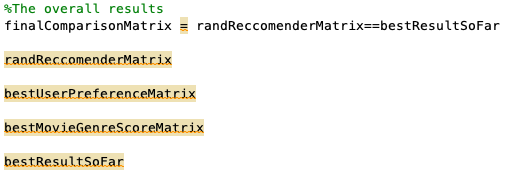 %The overall results
finalComparisonMatrix = randReccomenderMatrix==bestResultSoFar
randReccomenderMatrix
bestUserPreferenceMatrix
bestMovieGenreScoreMatrix
bestResultSoFar